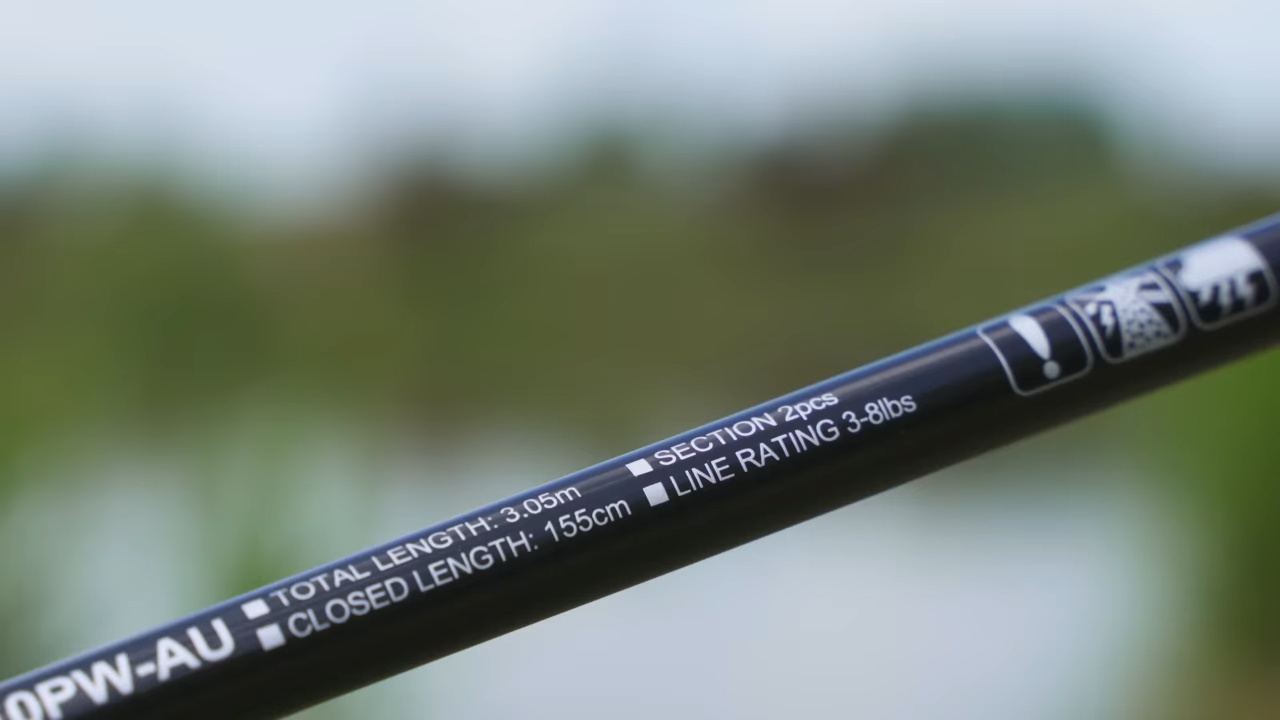 0PW-AU
■ TOTAL LENGTH: 3.05m
■ CLOSED LENGTH: 155cm
■ SECTION 2pcs
■ LINE RATING 3-8lbs